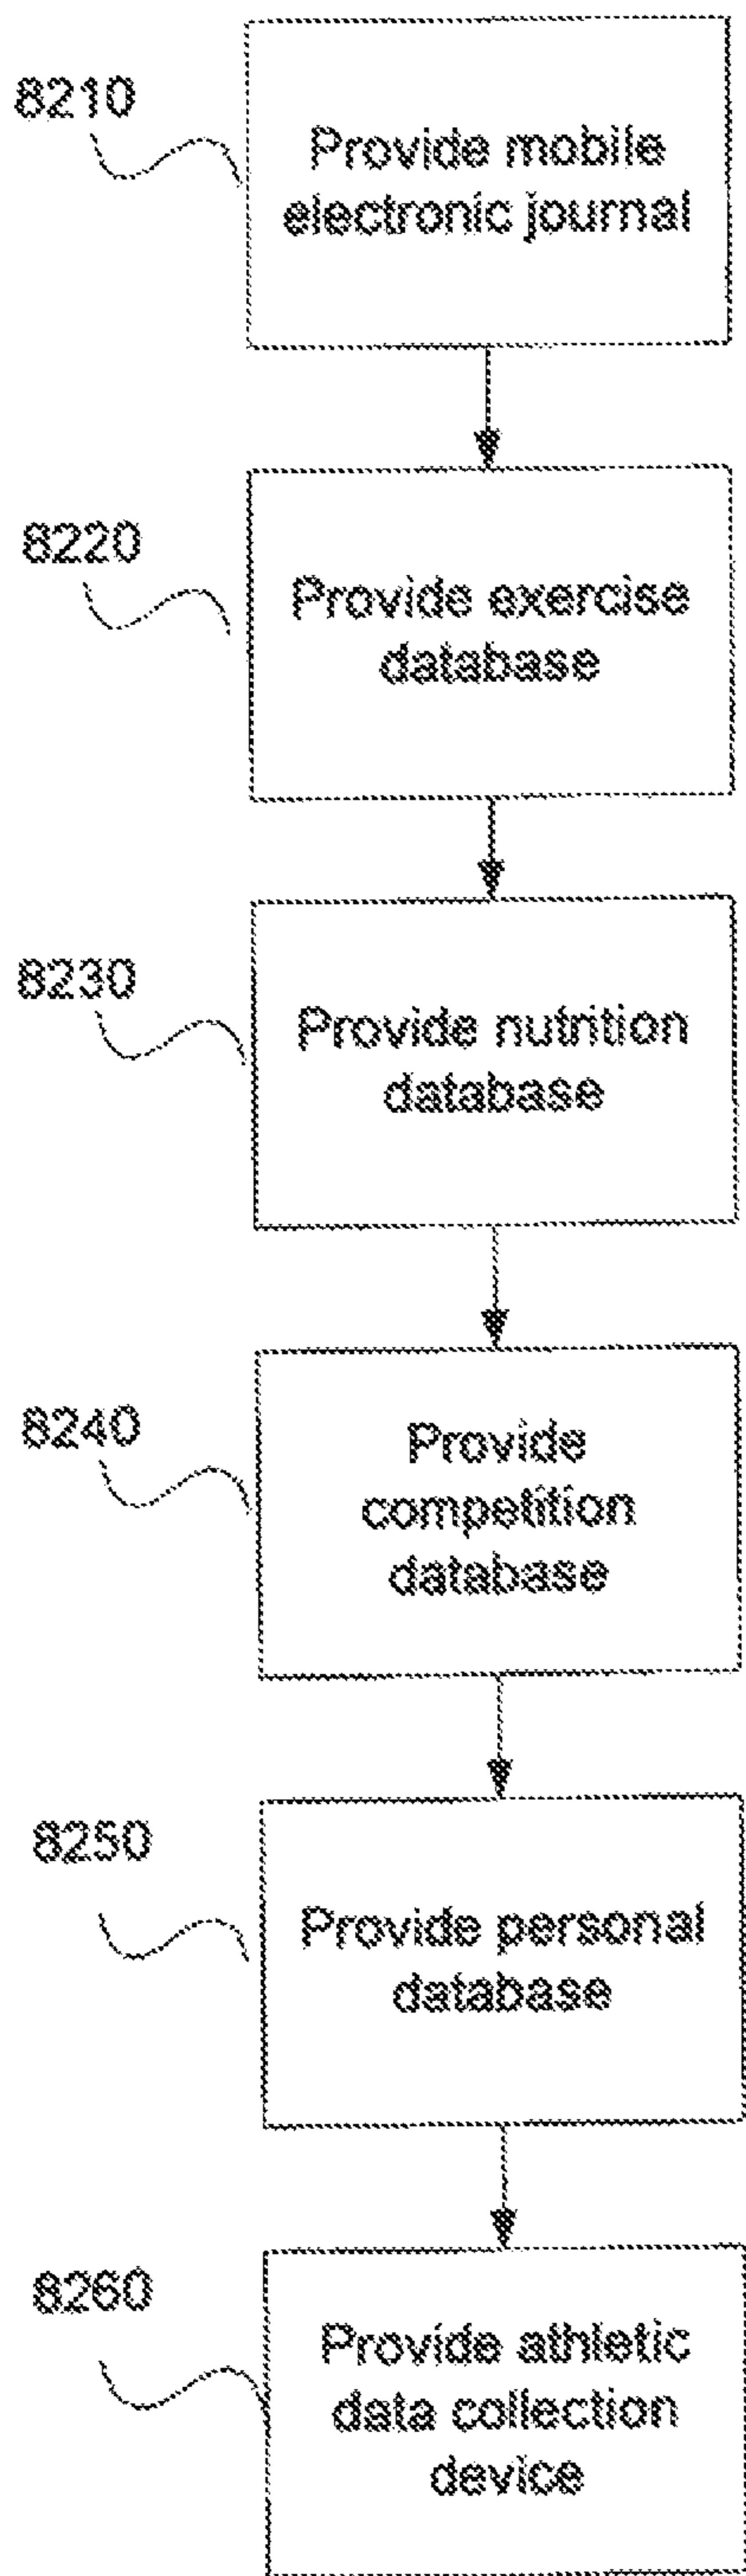 8210
Provide mobile
electronic journal
8220
Provide exercise
database
8230
Provide nutrition
database
8240
Provide
competition
database
8250
Provide personal
database
8260
Provide athletic
data collection
device